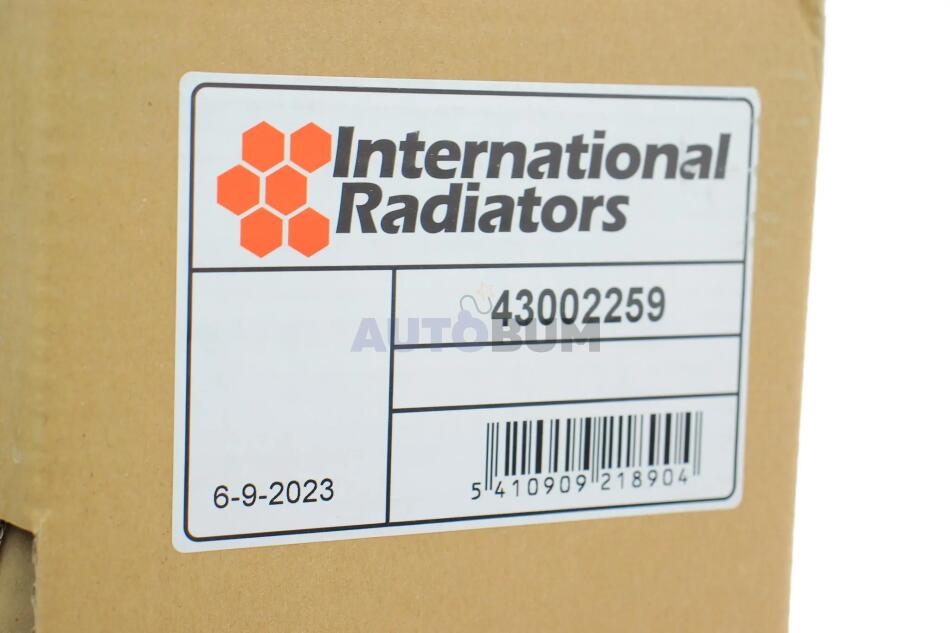 International
Radiators
43002259
AUTOBUM
6-9-2023
5 410909 218904